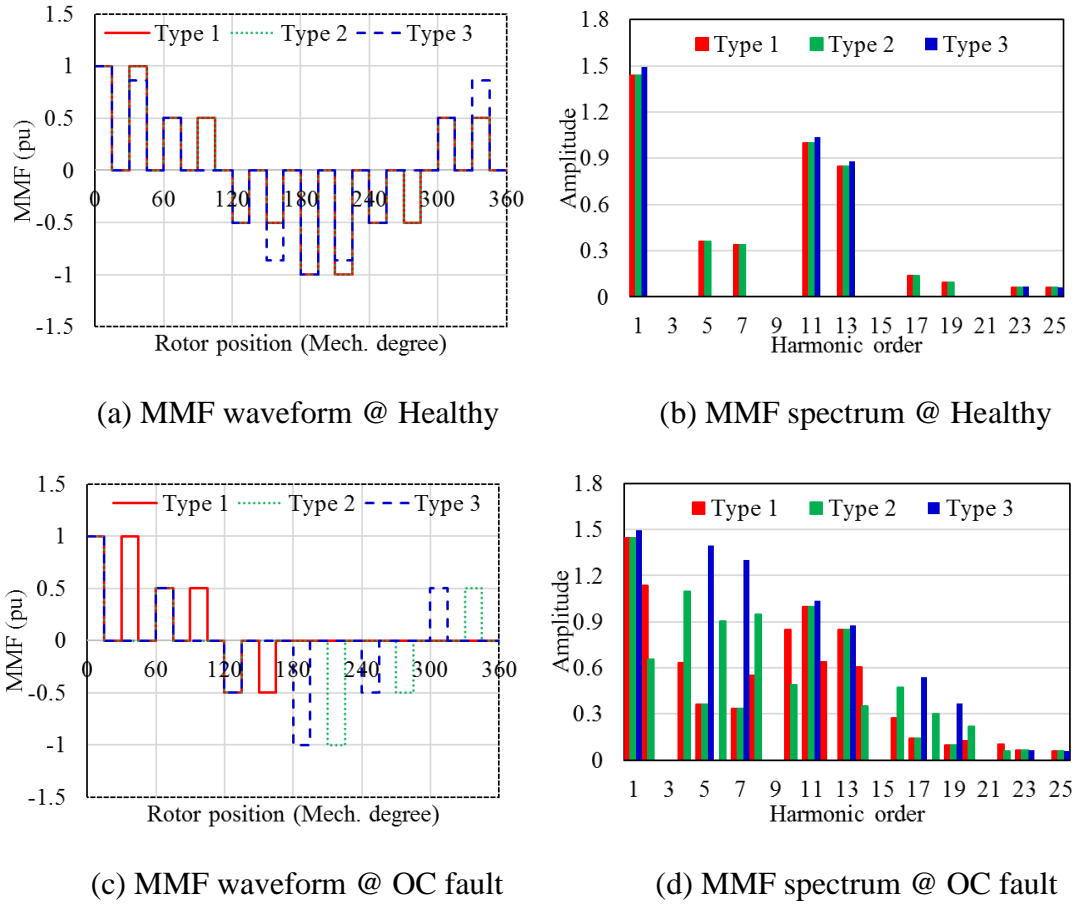 1.5
Type 1 Type 2 Type 3
1
0.5
0
-0.5
-1
-1.5
0 60 120 180 240 300 360
MMF (pu)
Rotor position (Mech. degree)
(a) MMF waveform @ Healthy
1.8
Type 1 Type 2 Type 3
1.5
1.2
0.9
0.6
0.3
0
1 3 5 7 9 11 13 15 17 19 21 23 25
Amplitude
Harmonic order
(b) MMF spectrum @ Healthy
1.5
Type 1 Type 2 Type 3
1
0.5
0
-0.5
-1
-1.5
0 60 120 180 240 300 360
MMF (pu)
Rotor position (Mech. degree)
(c) MMF waveform @ OC fault
1.8
Type 1 Type 2 Type 3
1.5
1.2
0.9
0.6
0.3
0
1 3 5 7 9 11 13 15 17 19 21 23 25
Amplitude
Harmonic order
(d) MMF spectrum @ OC fault